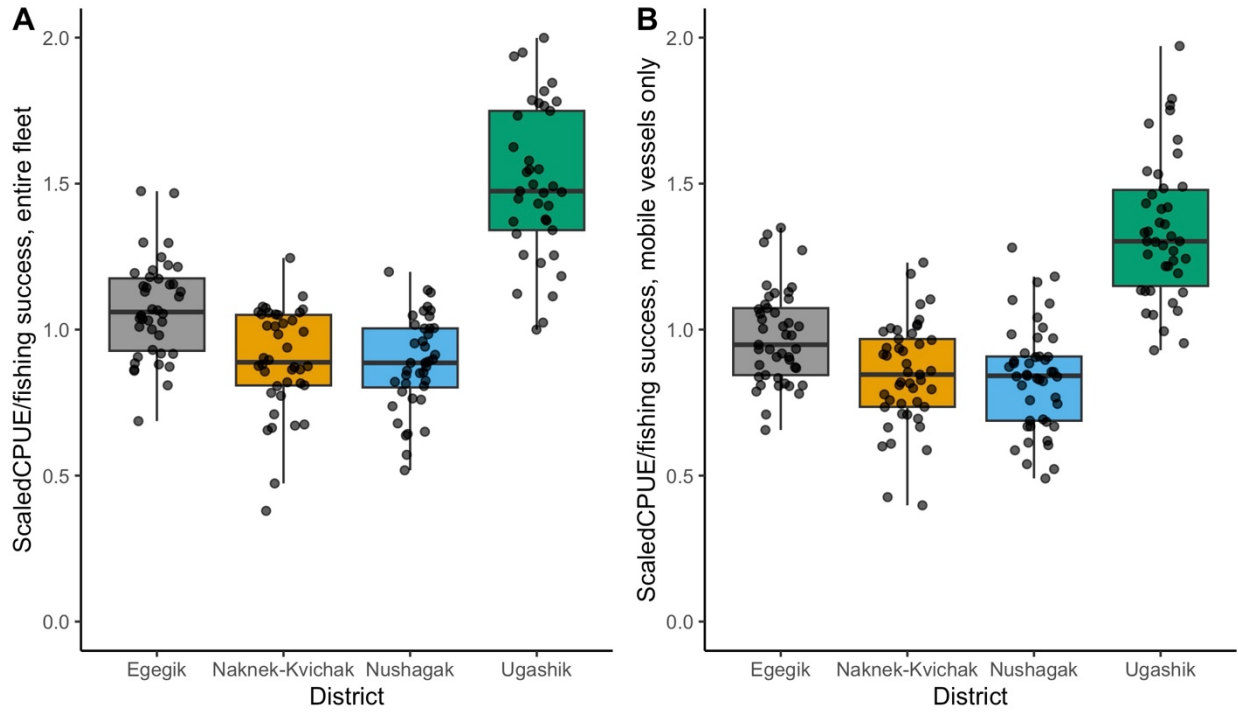 A
ScaledCPUE/fishing success, entire fleet
2.0
1.5
1.0
0.5
0.0
Egegik Naknek-Kvichak Nushagak Ugashik
District
B
ScaledCPUE/fishing success, mobile vessels only
2.0
1.5
1.0
0.5
0.0
Egegik Naknek-Kvichak Nushagak Ugashik
District